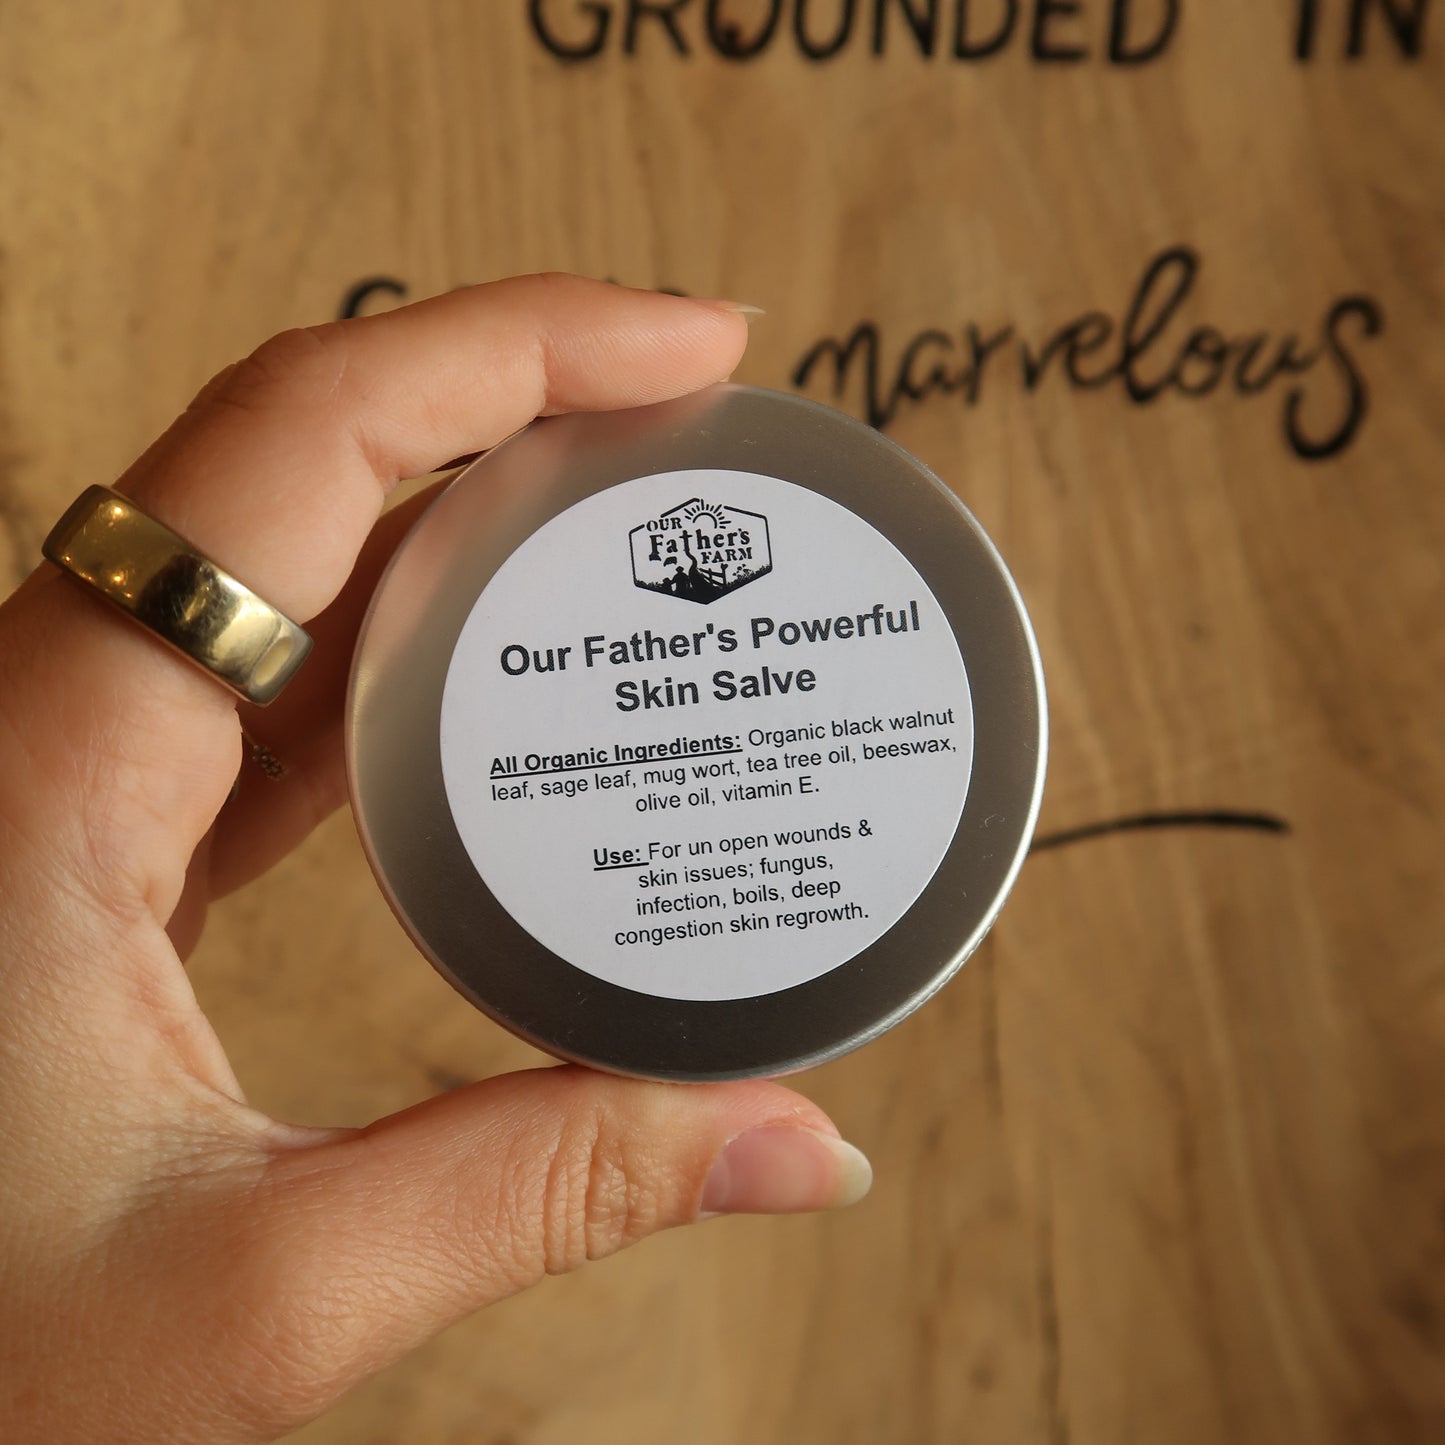 GROUNDED IN
marvelous
OUR
Father's
FARM
Our Father's Powerful
Skin Salve
All Organic Ingredients: Organic black walnut
leaf, sage leaf, mug wort, tea tree oil, beeswax,
olive oil, vitamin E.
Use: For un open wounds &
skin issues; fungus,
infection, boils, deep
congestion skin regrowth.